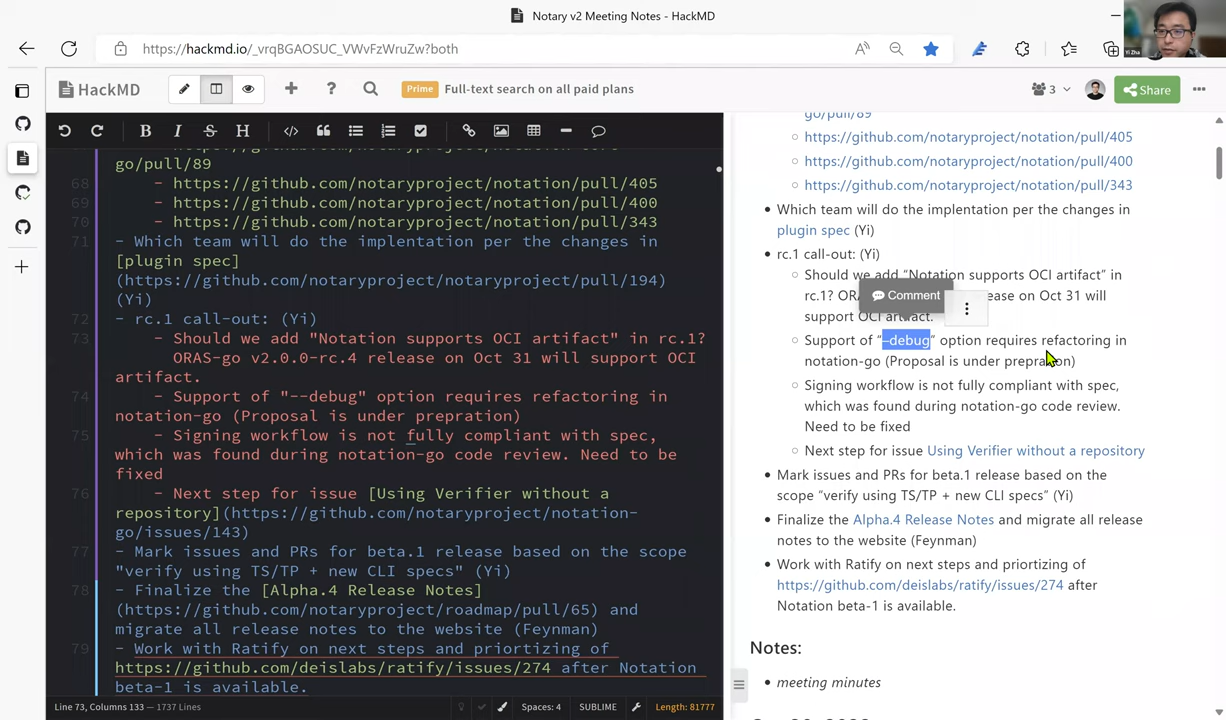 Notary v2 Meeting Notes - HackMD
https://hackmd.io/_vrqBGAOSUC_VWvFzWruZw?both
Yi Zha
HackMD
Prime Full-text search on all paid plans
3
Share
go/pull/89
68 - https://github.com/notaryproject/notation/pull/405
69 - https://github.com/notaryproject/notation/pull/400
70 - https://github.com/notaryproject/notation/pull/343
71 - Which team will do the implentation per the changes in
[plugin spec]
(https://github.com/notaryproject/notaryproject/pull/194)
(Yi)
72 - rc.1 call-out: (Yi)
73 - Should we add "Notation supports OCI artifact" in rc.1?
ORAS-go v2.0.0-rc.4 release on Oct 31 will support OCI
artifact.
74 - Support of "--debug" option requires refactoring in
notation-go (Proposal is under prepration)
75 - Signing workflow is not fully compliant with spec,
which was found during notation-go code review. Need to be
fixed
76 - Next step for issue [Using Verifier without a
repository](https://github.com/notaryproject/notation-
go/issues/143)
77 - Mark issues and PRs for beta.1 release based on the scope
"verify using TS/TP + new CLI specs" (Yi)
78 - Finalize the [Alpha.4 Release Notes]
(https://github.com/notaryproject/roadmap/pull/65) and
migrate all release notes to the website (Feynman)
79 - Work with Ratify on next steps and priortizing of
https://github.com/deislabs/ratify/issues/274 after Notation
beta-1 is available.
Line 73, Columns 133 — 1737 Lines
Spaces: 4
SUBLIME
Length: 81777
go/pull/89
https://github.com/notaryproject/notation/pull/405
https://github.com/notaryproject/notation/pull/400
https://github.com/notaryproject/notation/pull/343
Which team will do the implentation per the changes in
plugin spec (Yi)
rc.1 call-out: (Yi)
Should we add “Notation supports OCI artifact” in
rc.1? ORA ease on Oct 31 will
support OCI artifact.
Comment
Support of “–debug” option requires refactoring in
notation-go (Proposal is under prepration)
Signing workflow is not fully compliant with spec,
which was found during notation-go code review.
Need to be fixed
Next step for issue Using Verifier without a repository
Mark issues and PRs for beta.1 release based on the
scope “verify using TS/TP + new CLI specs” (Yi)
Finalize the Alpha.4 Release Notes and migrate all release
notes to the website (Feynman)
Work with Ratify on next steps and priortizing of
https://github.com/deislabs/ratify/issues/274 after
Notation beta-1 is available.
Notes:
meeting minutes